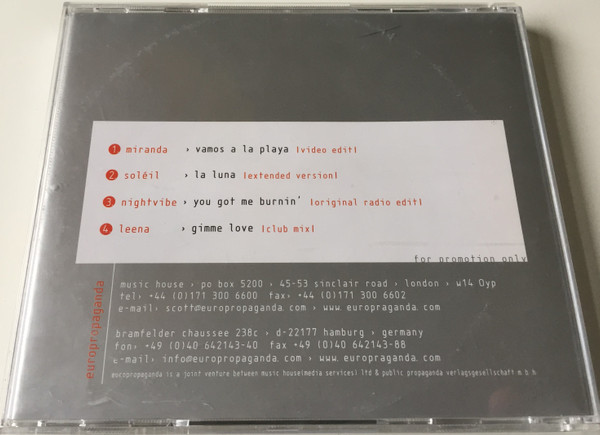 1 miranda › vamos a la playa [video edit]
2 soléil › la luna [extended version]
3 nightvibe › you got me burnin' [original radio edit]
4 leena › gimme love [club mix]
for promotion only
europropaganda
music house › po box 5200 › 45-53 sinclair road › london › w14 0yp
tel› +44 (0)171 300 6600 fax› +44 (0)171 300 6602
e-mail› scott@europropaganda.com › www.europraganda.com
bramfelder chaussee 238c › d-22177 hamburg › germany
fon› +49 (0)40 642143-40 fax +49 (0)40 642143-88
e-mail› info@europropaganda.com › www.europraganda.com
europropaganda is a joint venture between music house(media services) ltd & public propaganda verlagsgesellschaft m.b.h.